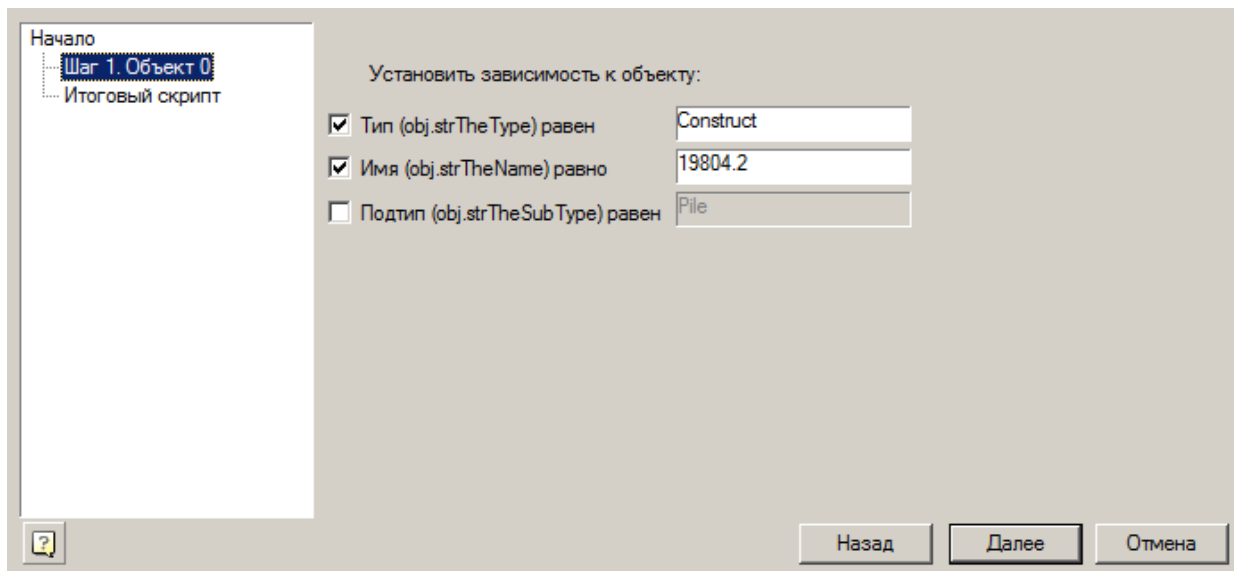 Начало
Шаг 1. Объект 0
Итоговый скрипт
Установить зависимость к объекту:
Тип (obj.strTheType) равен Construct
Имя (obj.strTheName) равно 19804.2
Подтип (obj.strTheSubType) равен Pile
Назад Далее Отмена